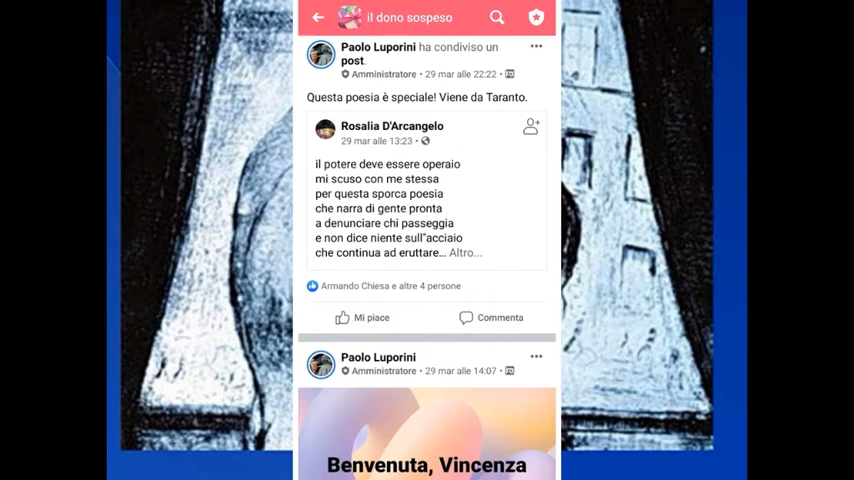 il dono sospeso
Paolo Luporini ha condiviso un
post.
Amministratore • 29 mar alle 22:22 •
Questa poesia è speciale! Viene da Taranto.
Rosalia D'Arcangelo
29 mar alle 13:23 •
il potere deve essere operaio
mi scuso con me stessa
per questa sporca poesia
che narra di gente pronta
a denunciare chi passeggia
e non dice niente sull"acciaio
che continua ad eruttare... Altro...
Armando Chiesa e altre 4 persone
Mi piace
Commenta
Paolo Luporini
Amministratore • 29 mar alle 14:07 •
Benvenuta, Vincenza